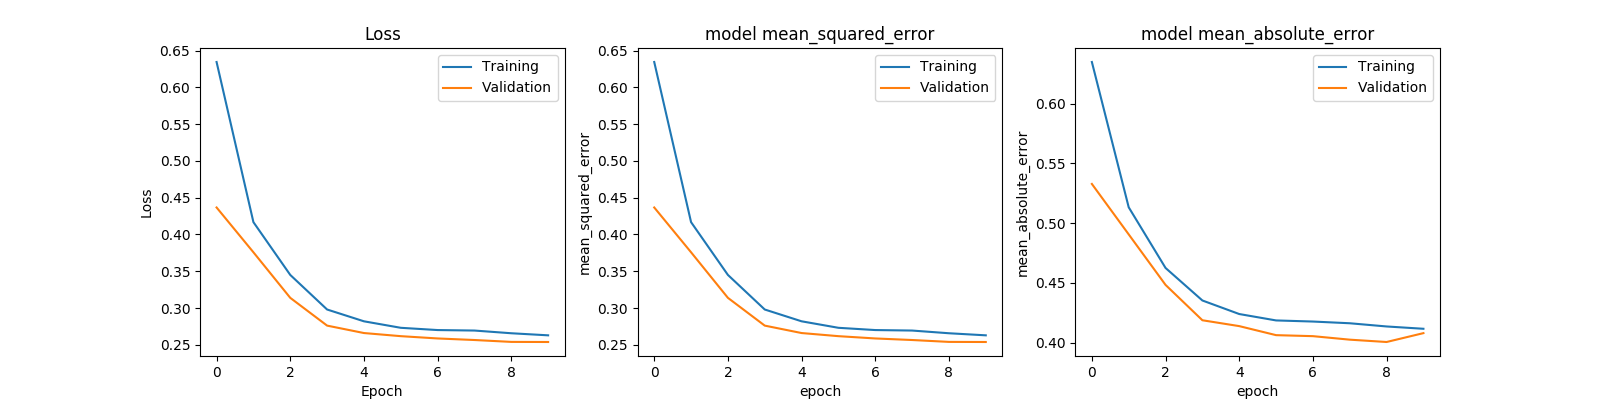 Loss
0.65
0.60
0.55
0.50
0.45
0.40
0.35
0.30
0.25
Loss
0 2 4 6 8
Epoch
Training
Validation
model mean_squared_error
0.65
0.60
0.55
0.50
0.45
0.40
0.35
0.30
0.25
mean_squared_error
0 2 4 6 8
epoch
Training
Validation
model mean_absolute_error
0.60
0.55
0.50
0.45
0.40
mean_absolute_error
0 2 4 6 8
epoch
Training
Validation